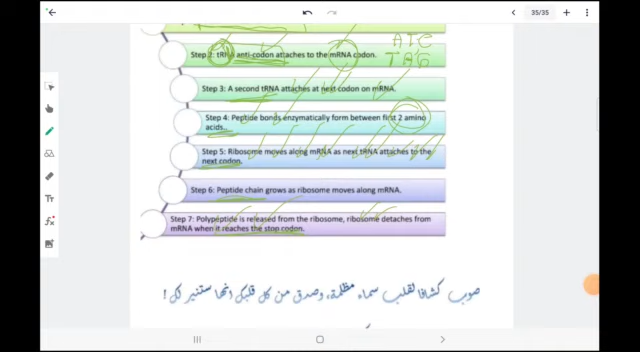 35/35
Step 2: tRNA anti-codon attaches to the mRNA codon.
ATC
TAG
Step 3: A second tRNA attaches at next codon on mRNA.
Step 4: Peptide bonds enzymatically form between first 2 amino
acids.
Step 5: Ribosome moves along mRNA as next tRNA attaches to the
next codon.
Step 6: Peptide chain grows as ribosome moves along mRNA.
Step 7: Polypeptide is released from the ribosome, ribosome detaches from
mRNA when it reaches the stop codon.
صوب كشافا لقلب سماء مظلمة، وصدق من كل قلبك انها ستنير لك !